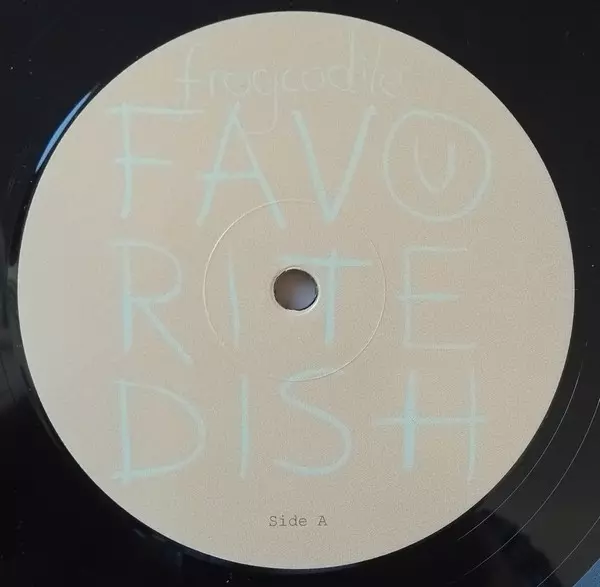 frogcodile
FAVO
U
RITE
DISH
Side A